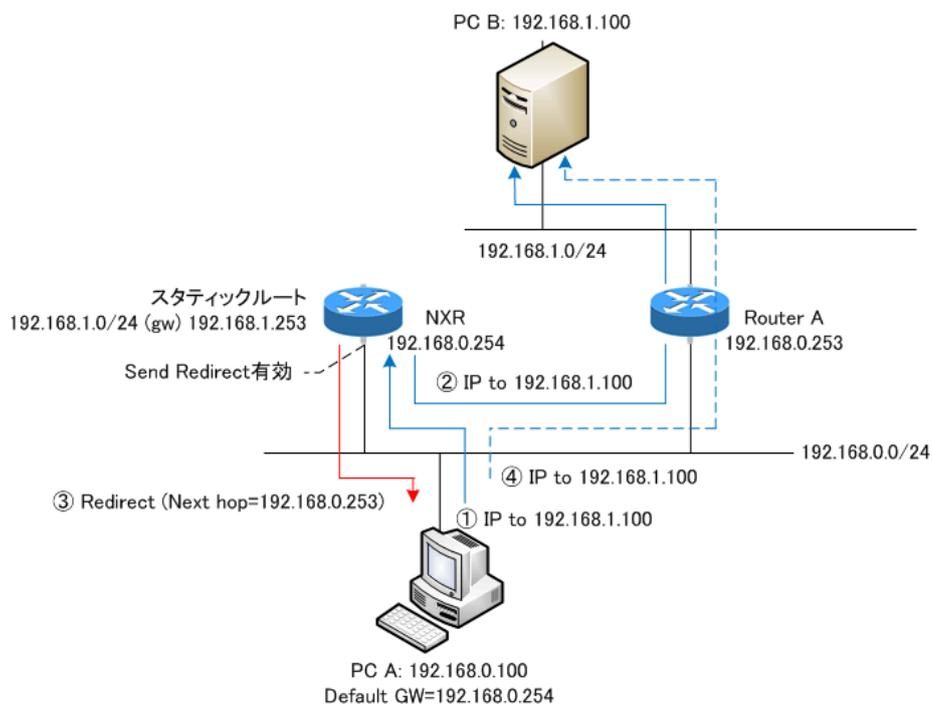 PC B: 192.168.1.100
192.168.1.0/24
スタティックルート
192.168.1.0/24 (gw) 192.168.1.253
NXR
192.168.0.254
Router A
192.168.0.253
Send Redirect有効
② IP to 192.168.1.100
192.168.0.0/24
④ IP to 192.168.1.100
③ Redirect (Next hop=192.168.0.253)
① IP to 192.168.1.100
PC A: 192.168.0.100
Default GW=192.168.0.254